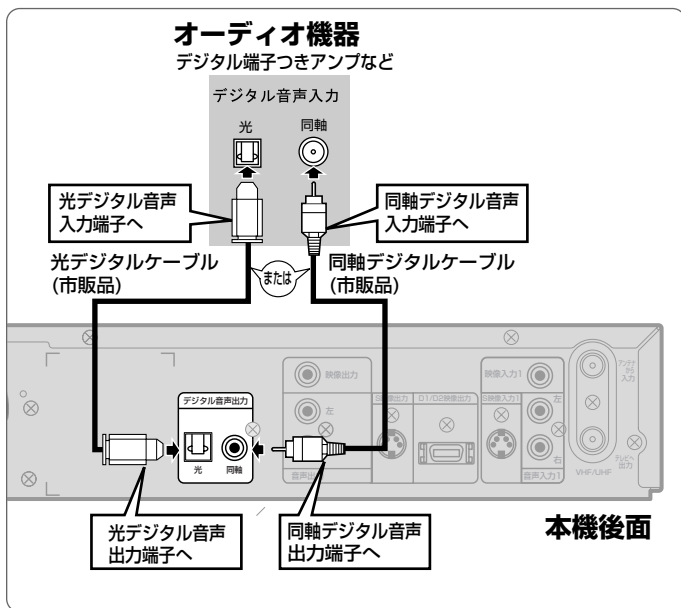 オーディオ機器
デジタル端子つきアンプなど
デジタル音声入力
光
同軸
光デジタル音声
入力端子へ
同軸デジタル音声
入力端子へ
光デジタルケーブル
(市販品)
または
同軸デジタルケーブル
(市販品)
アンテナ
から
入力
映像出力
映像入力1
デジタル音声出力
左
S映像出力
D1/D2映像出力
S映像入力1
左
光
同軸
音声出
右
音声入力1
VHF/UHF
テレビへ
出力
光デジタル音声
出力端子へ
同軸デジタル音声
出力端子へ
本機後面